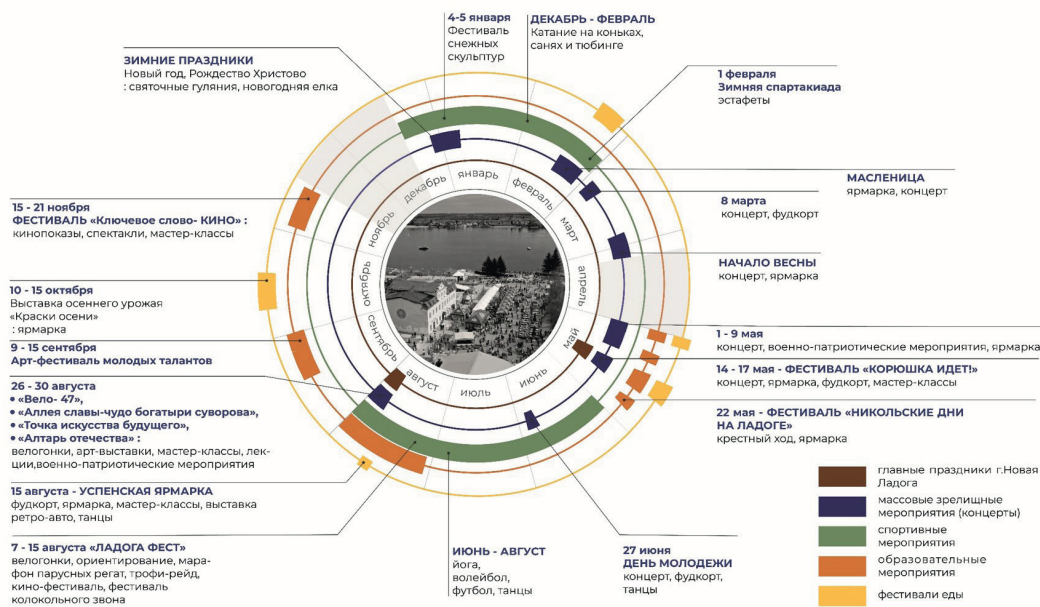 4-5 января
Фестиваль
снежных
скульптур
ДЕКАБРЬ - ФЕВРАЛЬ
Катание на коньках,
санях и тюбинге
ЗИМНИЕ ПРАЗДНИКИ
Новый год, Рождество Христово
: святочные гуляния, новогодняя елка
1 февраля
Зимняя спартакиада
эстафеты
МАСЛЕНИЦА
ярмарка, концерт
8 марта
концерт, фудкорт
НАЧАЛО ВЕСНЫ
концерт, ярмарка
1 - 9 мая
концерт, военно-патриотические мероприятия, ярмарка
14 - 17 мая - ФЕСТИВАЛЬ «КОРЮШКА ИДЕТ!»
концерт, ярмарка, фудкорт, мастер-классы
22 мая - ФЕСТИВАЛЬ «НИКОЛЬСКИЕ ДНИ
НА ЛАДОГЕ»
крестный ход, ярмарка
15 - 21 ноября
ФЕСТИВАЛЬ «Ключевое слово- КИНО» :
кинопоказы, спектакли, мастер-классы
10 - 15 октября
Выставка осеннего урожая
«Краски осени»
: ярмарка
9 - 15 сентября
Арт-фестиваль молодых талантов
26 - 30 августа
• «Вело- 47»,
• «Аллея славы-чудо богатыри суворова»,
• «Точка искусства будущего»,
• «Алтарь отечества» :
велогонки, арт-выставки, мастер-классы, лек-
ции,военно-патриотические мероприятия
15 августа - УСПЕНСКАЯ ЯРМАРКА
фудкорт, ярмарка, мастер-классы, выставка
ретро-авто, танцы
7 - 15 августа «ЛАДОГА ФЕСТ»
велогонки, ориентирование, мара-
фон парусных регат, трофи-рейд,
кино-фестиваль, фестиваль
колокольного звона
ИЮНЬ - АВГУСТ
йога,
волейбол,
футбол, танцы
27 июня
ДЕНЬ МОЛОДЕЖИ
концерт, фудкорт,
танцы
январь
февраль
март
апрель
май
июнь
июль
август
сентябрь
октябрь
ноябрь
декабрь
главные праздники г.Новая
Ладога
массовые зрелищные
мероприятия (концерты)
спортивные
мероприятия
образовательные
мероприятия
фестивали еды